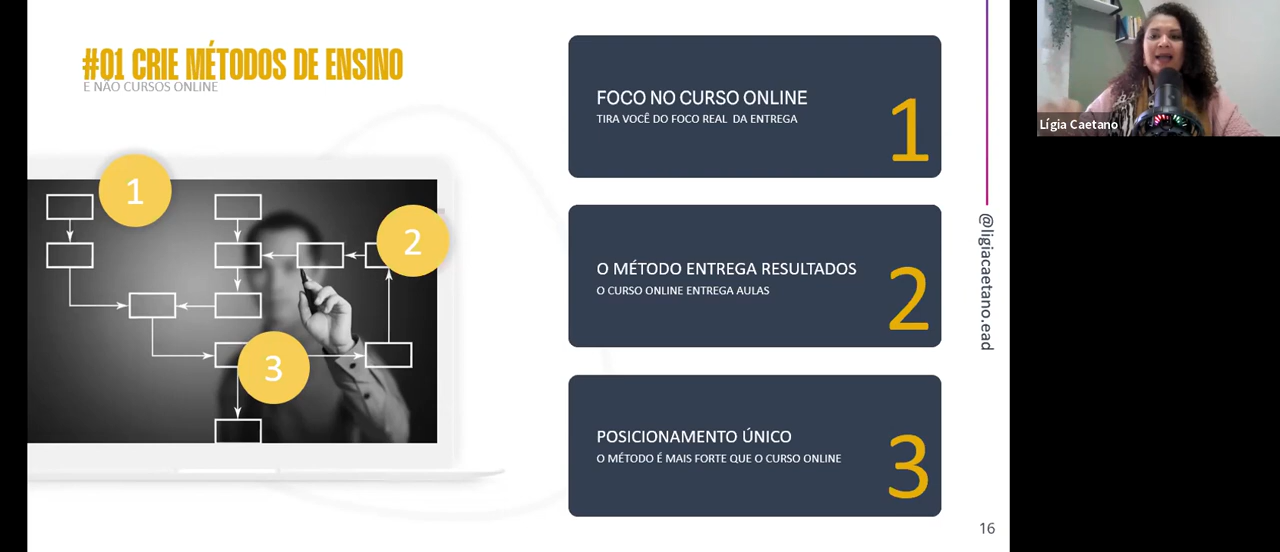 #01 CRIE MÉTODOS DE ENSINO
E NÃO CURSOS ONLINE
1
2
3
FOCO NO CURSO ONLINE
TIRA VOCÊ DO FOCO REAL DA ENTREGA
1
O MÉTODO ENTREGA RESULTADOS
O CURSO ONLINE ENTREGA AULAS
2
POSICIONAMENTO ÚNICO
O MÉTODO É MAIS FORTE QUE O CURSO ONLINE
3
@ligiacaetano.ead
16
Lígia Caetano